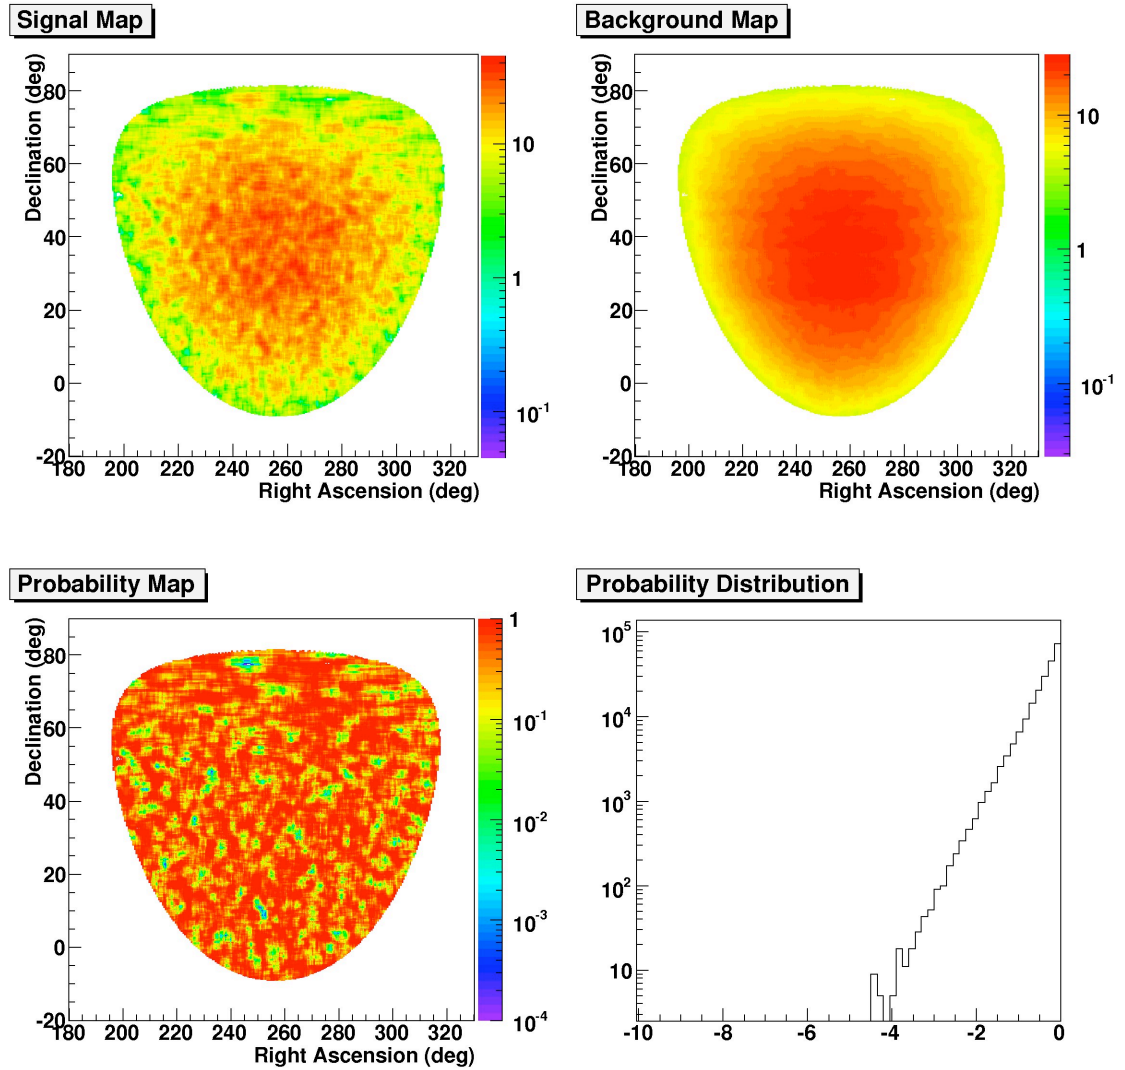 Signal Map
Declination (deg)
80
60
40
20
0
-20
180 200 220 240 260 280 300 320
Right Ascension (deg)
10
1
10-1
Background Map
Declination (deg)
80
60
40
20
0
-20
180 200 220 240 260 280 300 320
Right Ascension (deg)
10
1
10-1
Probability Map
Declination (deg)
80
60
40
20
0
-20
180 200 220 240 260 280 300 320
Right Ascension (deg)
1
10-1
10-2
10-3
10-4
Probability Distribution
105
104
103
102
10
-10 -8 -6 -4 -2 0